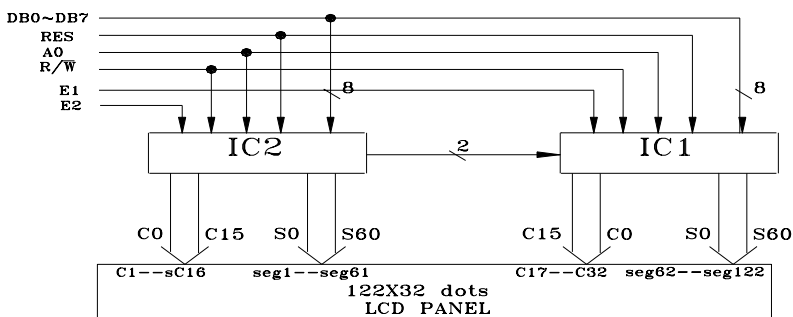 DB0~DB7
RES
A0
R/W̅
E1
E2
8
8
IC2
2
IC1
C0
C15
S0
S60
C15
C0
S0
S60
C1--sC16
seg1--seg61
C17--C32
seg62--seg122
122X32 dots
LCD PANEL